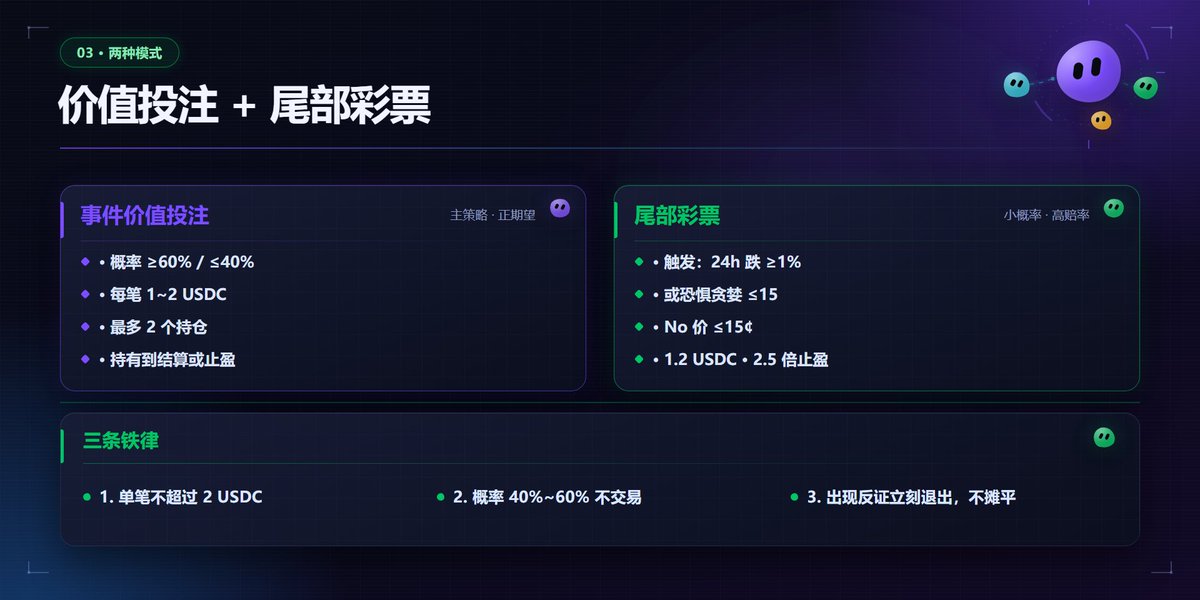 03 • 两种模式
价值投注 + 尾部彩票
事件价值投注
主策略 · 正期望
• 概率 ≥60% / ≤40%
• 每笔 1~2 USDC
• 最多 2 个持仓
• 持有到结算或止盈
尾部彩票
小概率 · 高赔率
• 触发：24h 跌 ≥1%
• 或恐惧贪婪 ≤15
• No 价 ≤15¢
• 1.2 USDC • 2.5 倍止盈
三条铁律
1. 单笔不超过 2 USDC
2. 概率 40%~60% 不交易
3. 出现反证立刻退出，不摊平